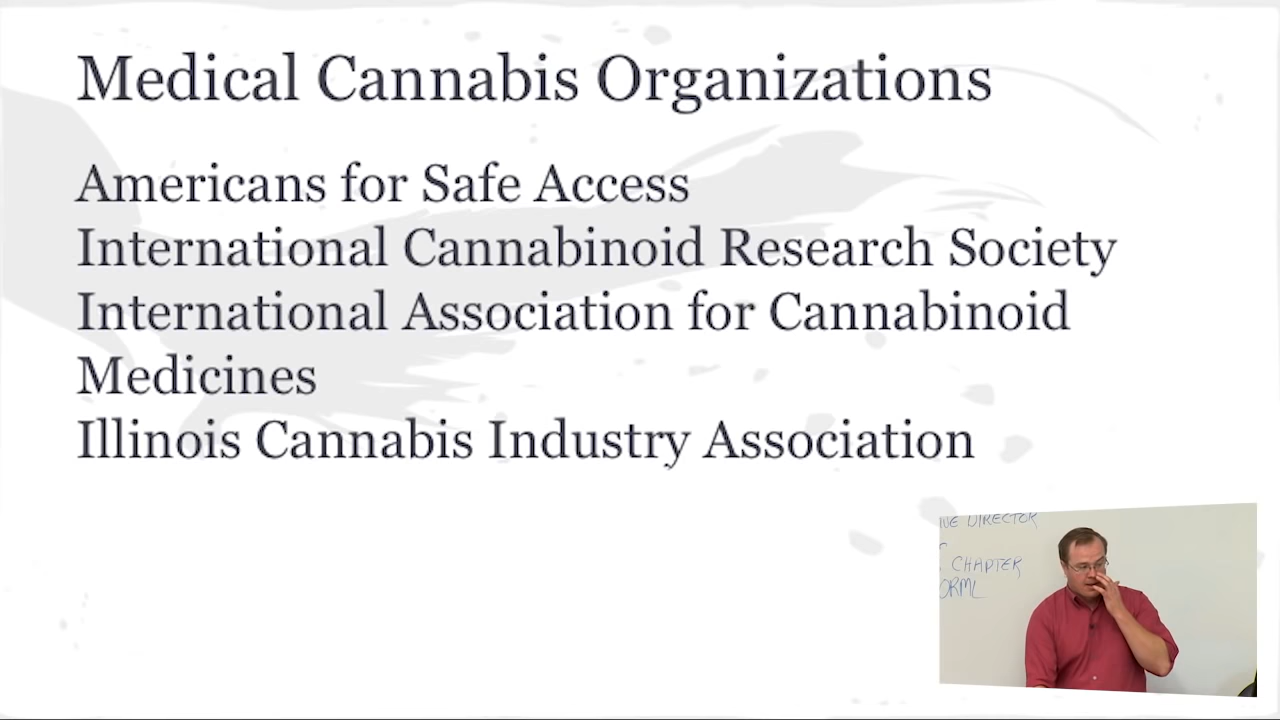 Medical Cannabis Organizations
Americans for Safe Access
International Cannabinoid Research Society
International Association for Cannabinoid
Medicines
Illinois Cannabis Industry Association
DIRECTOR
CHAPTER